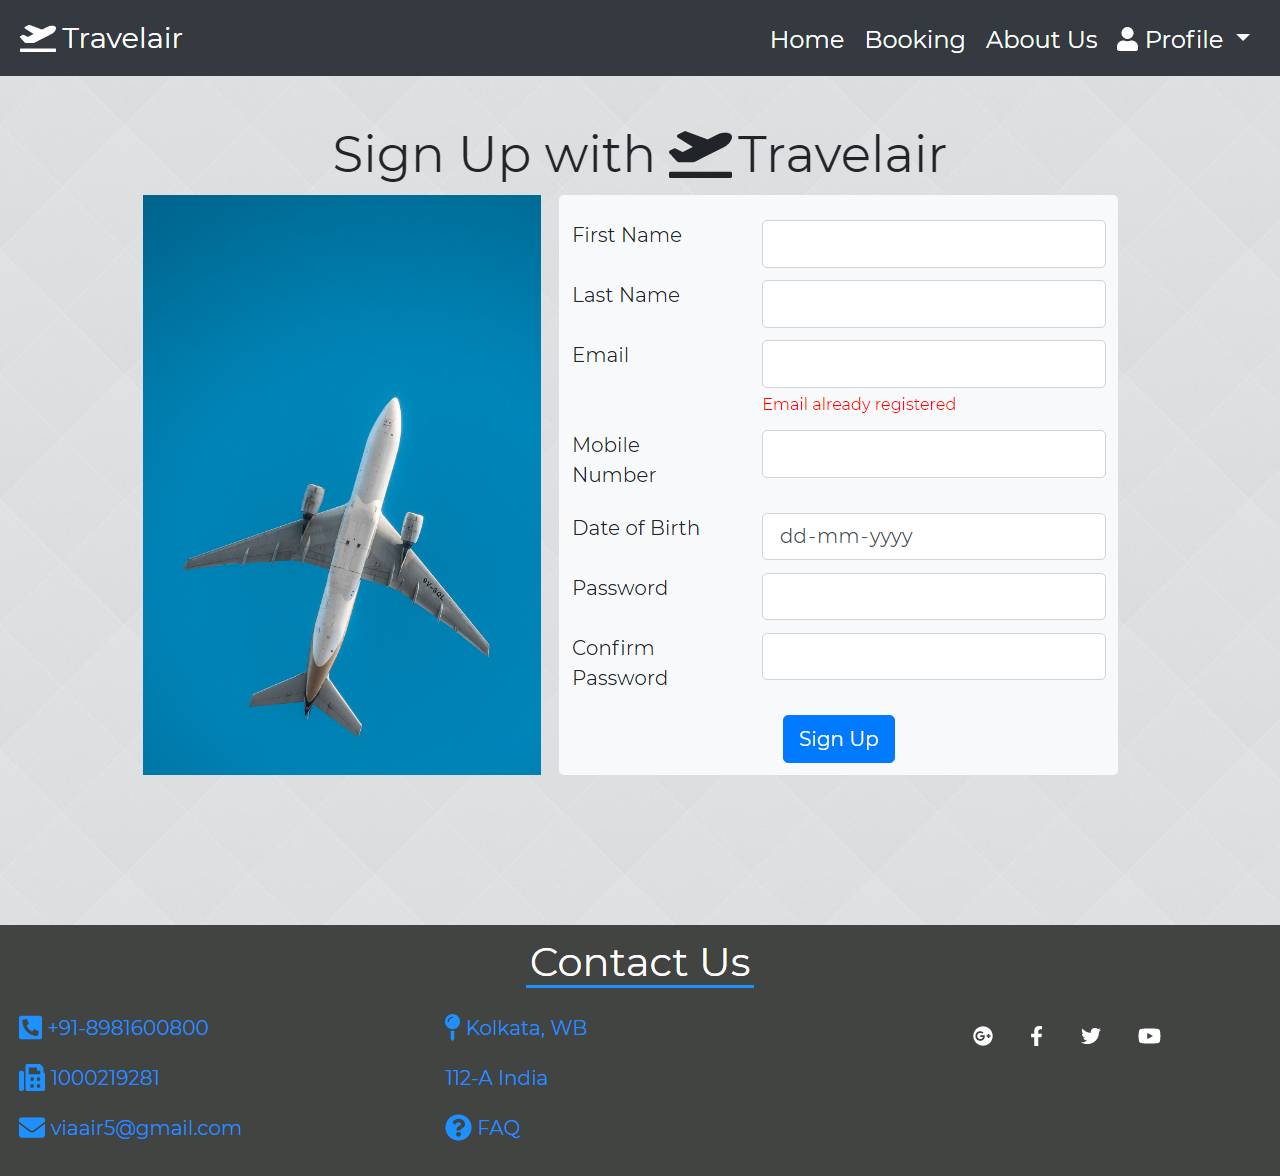 Travelair
Home Booking About Us Profile
Sign Up with Travelair
First Name
Last Name
Email
Email already registered
Mobile
Number
Date of Birth
dd-mm-yyyy
Password
Confirm
Password
Sign Up
9V-SQL
Contact Us
+91-8981600800
1000219281
viaair5@gmail.com
Kolkata, WB
112-A India
FAQ